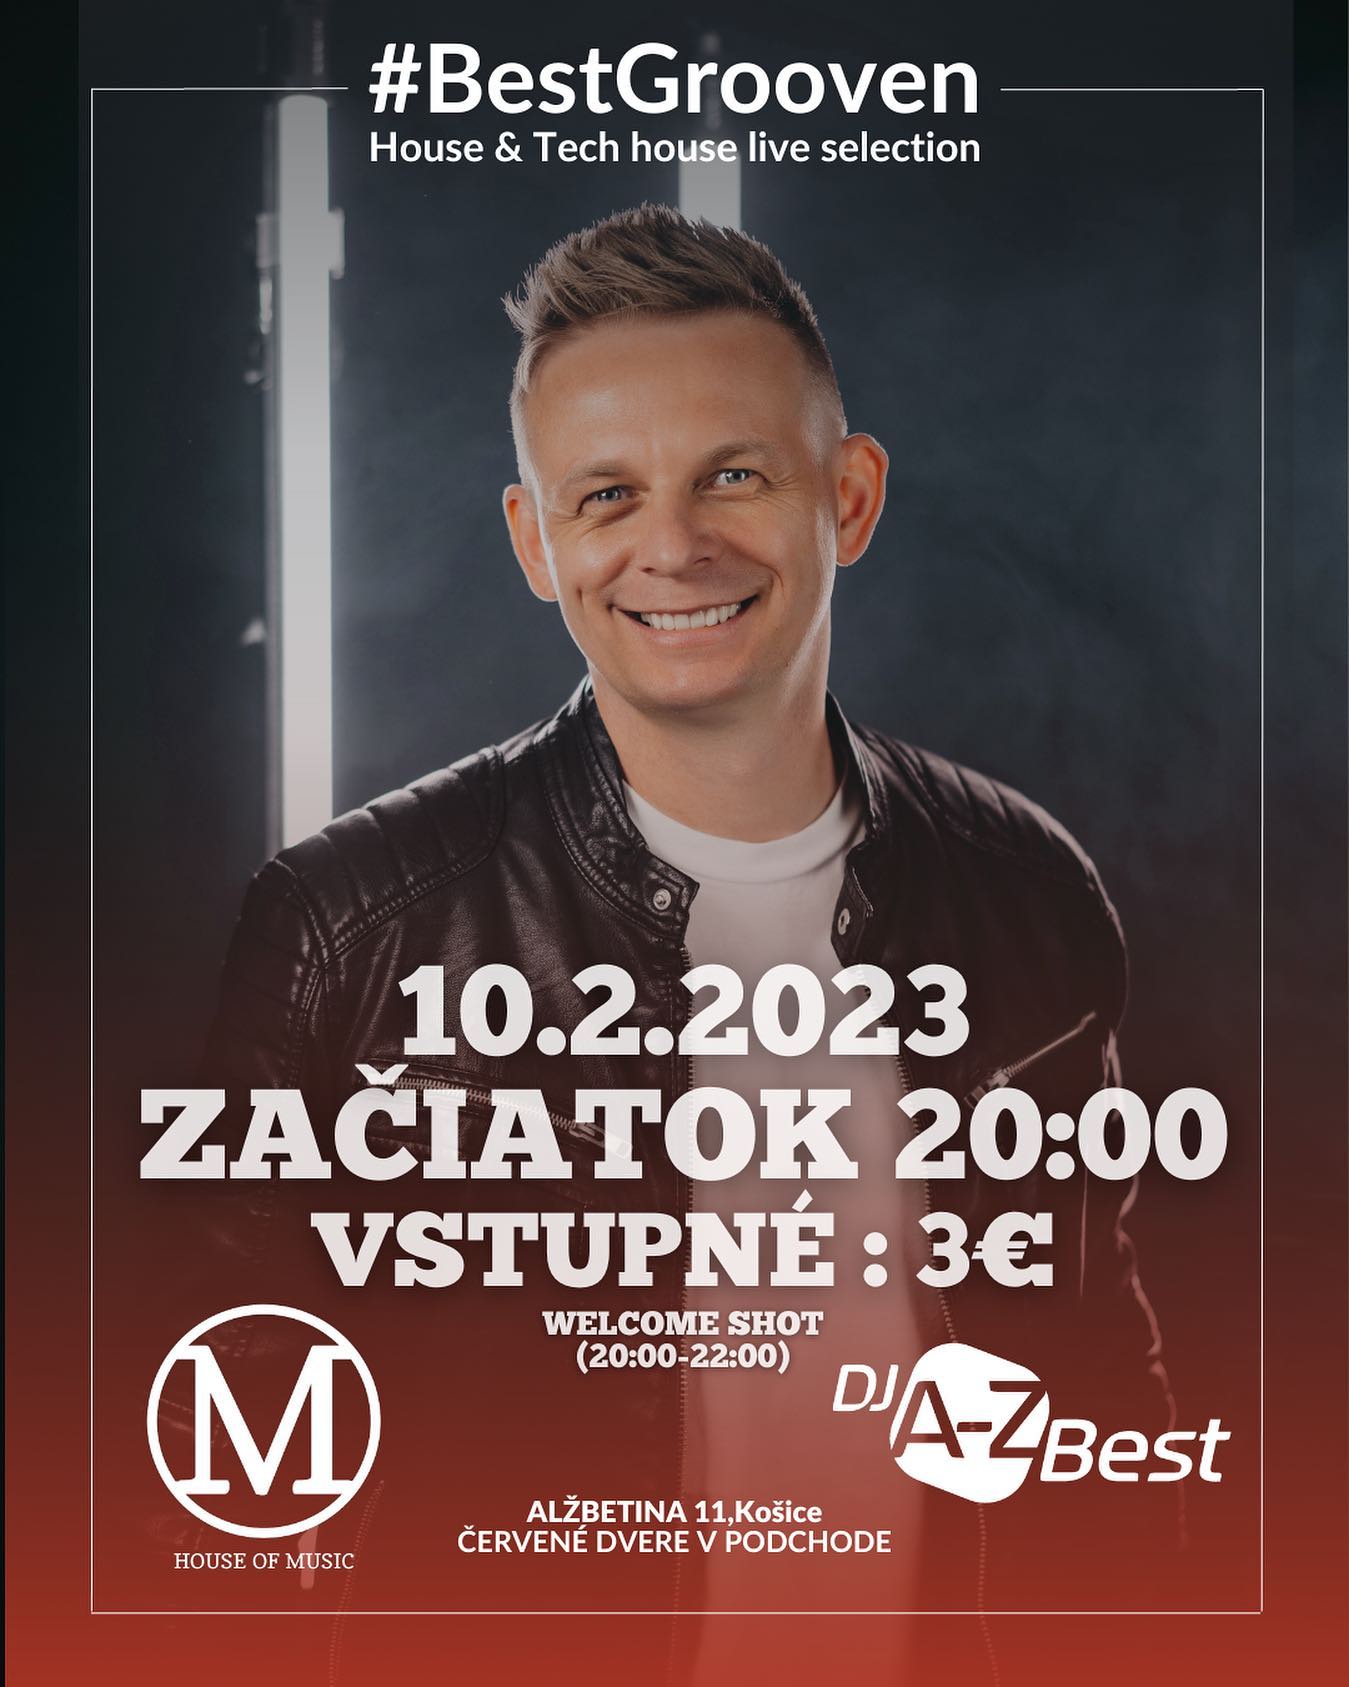 #BestGrooven
House & Tech house live selection
10.2.2023
ZAČIATOK 20:00
VSTUPNÉ : 3€
WELCOME SHOT
(20:00-22:00)
M
HOUSE OF MUSIC
DJ A-Z Best
ALŽBETINA 11,Košice
ČERVENÉ DVERE V PODCHODE